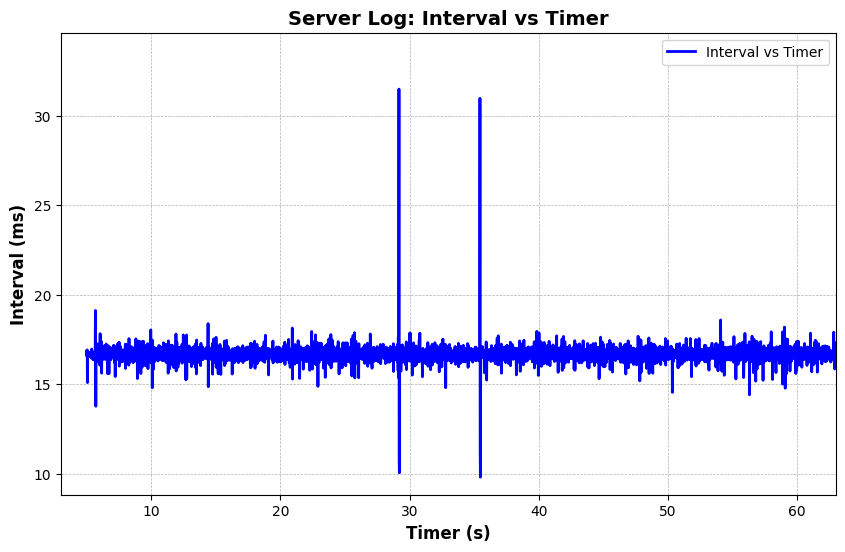 Server Log: Interval vs Timer
Interval vs Timer
Interval (ms)
30
25
20
15
10
10 20 30 40 50 60
Timer (s)